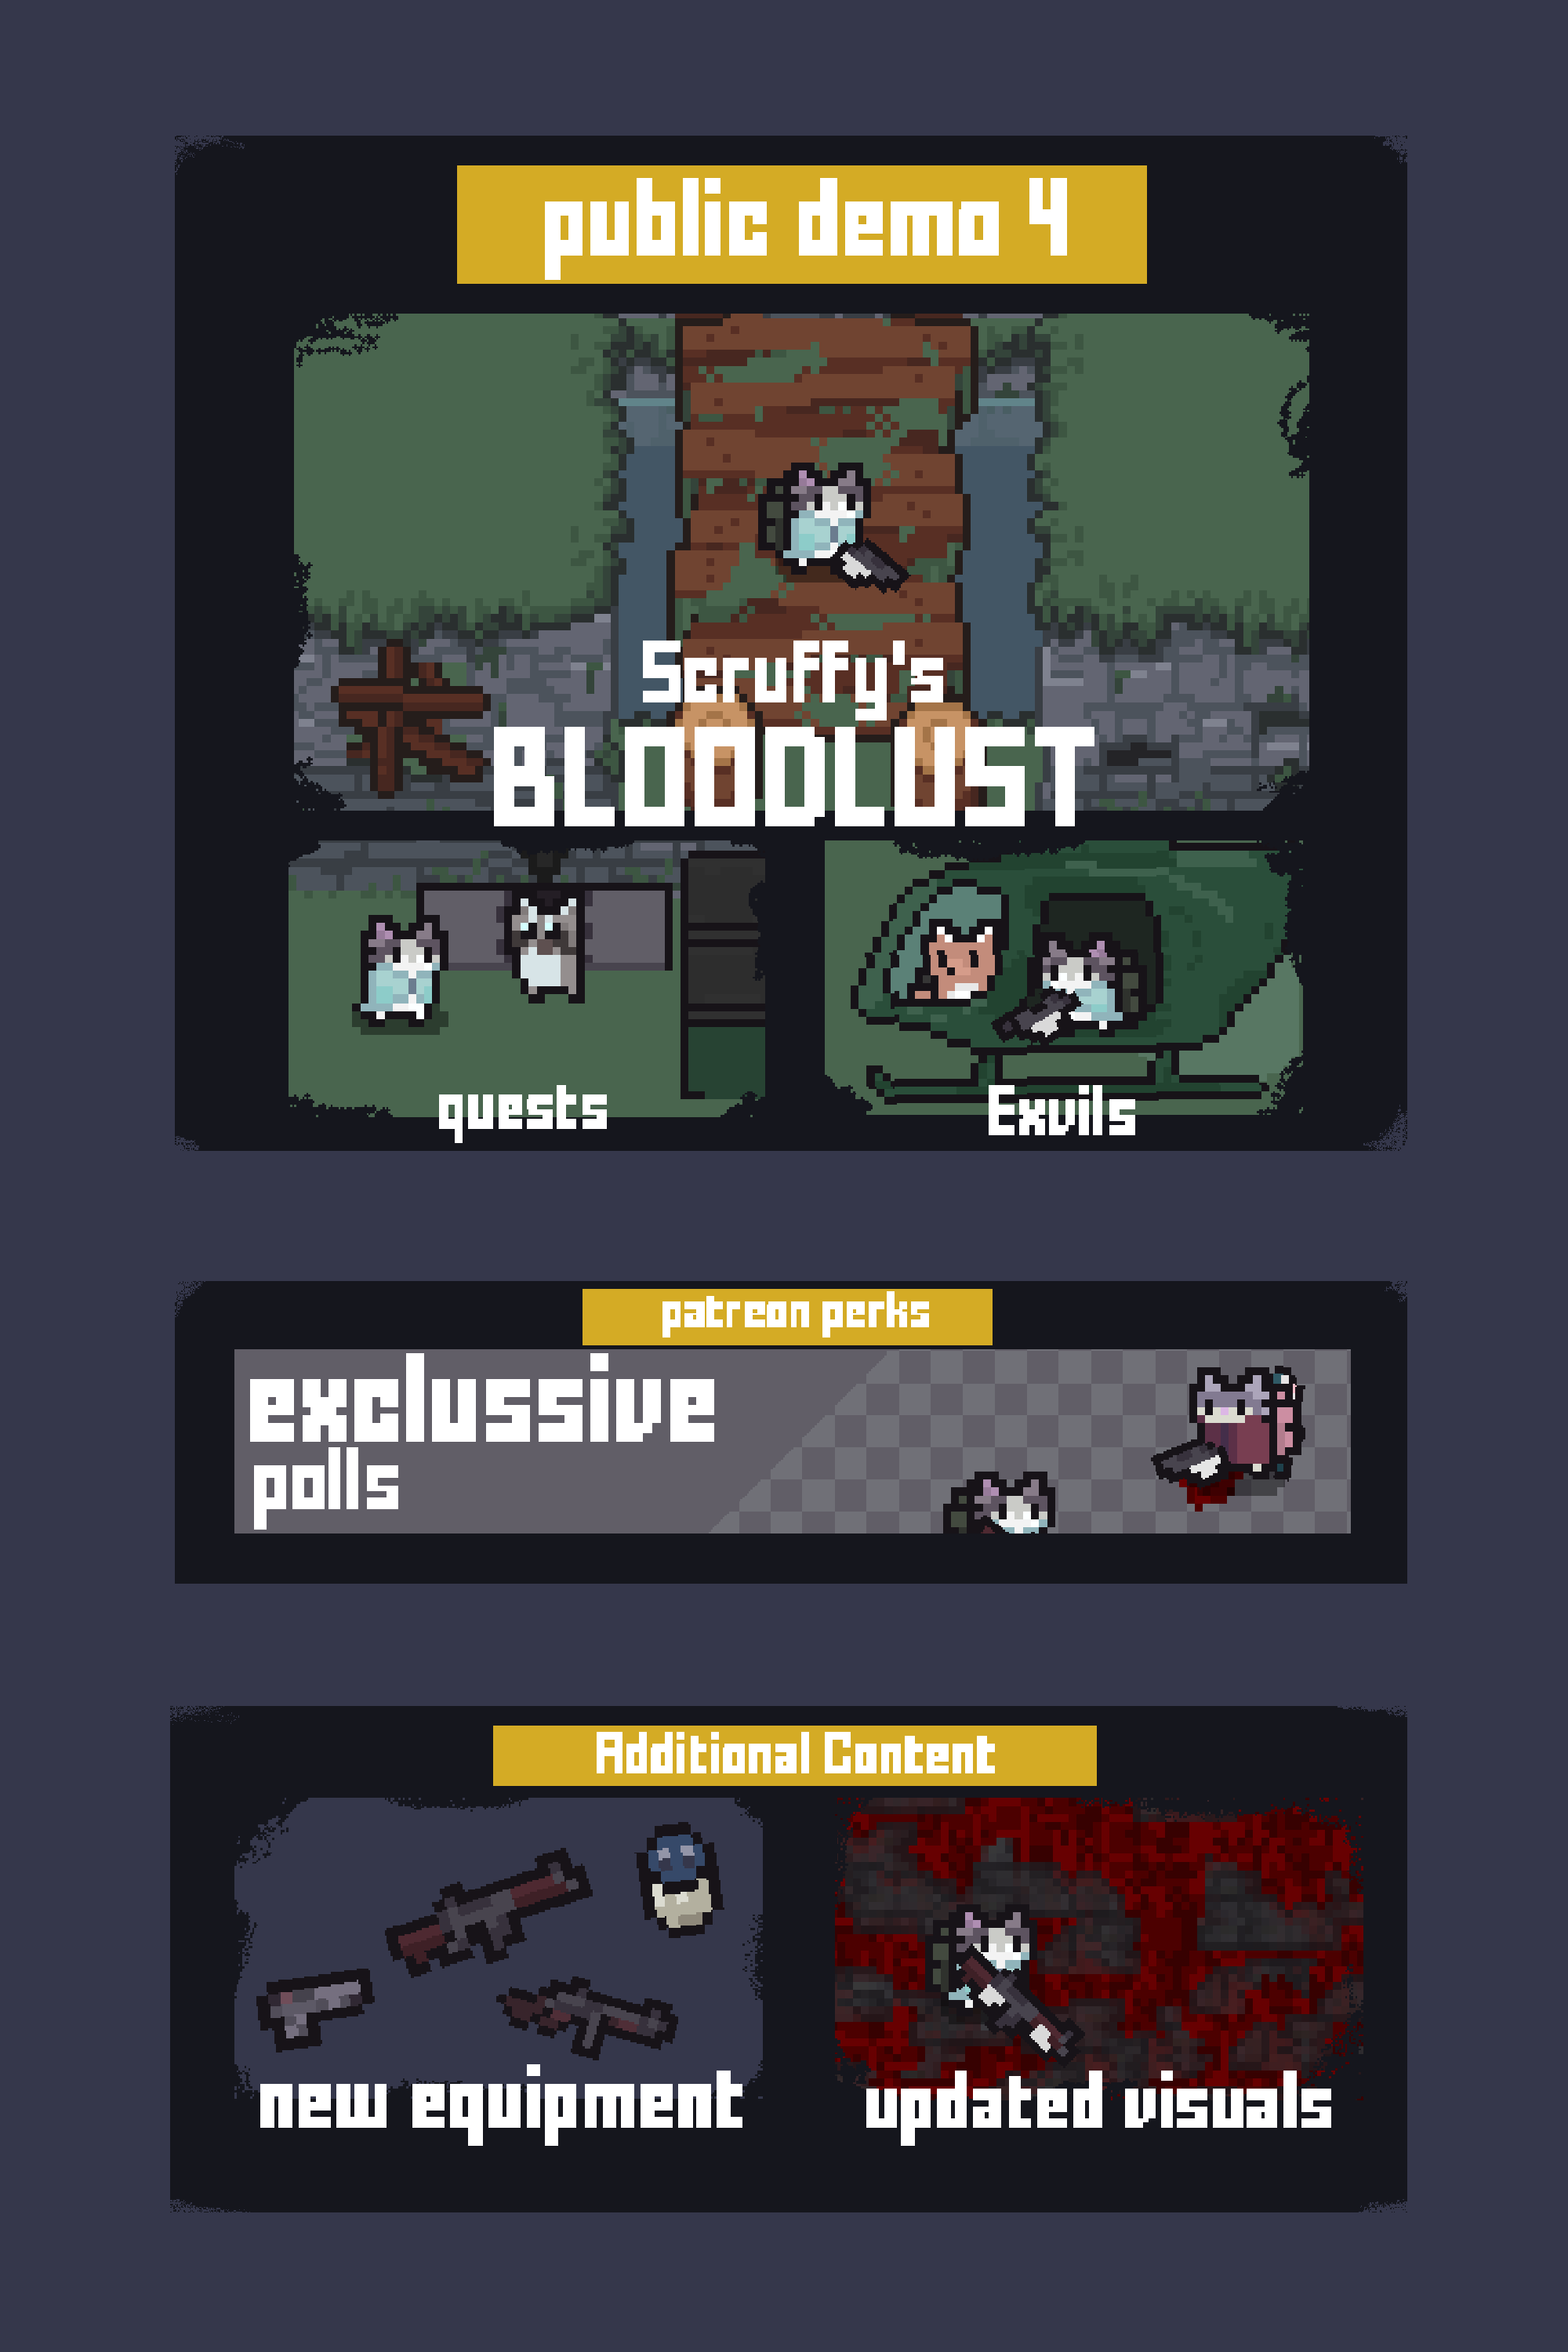 public demo 4
Scruffy's
BLOODLUST
quests
Exvils
patreon perks
exclussive
polls
Additional Content
new equipment
updated visuals